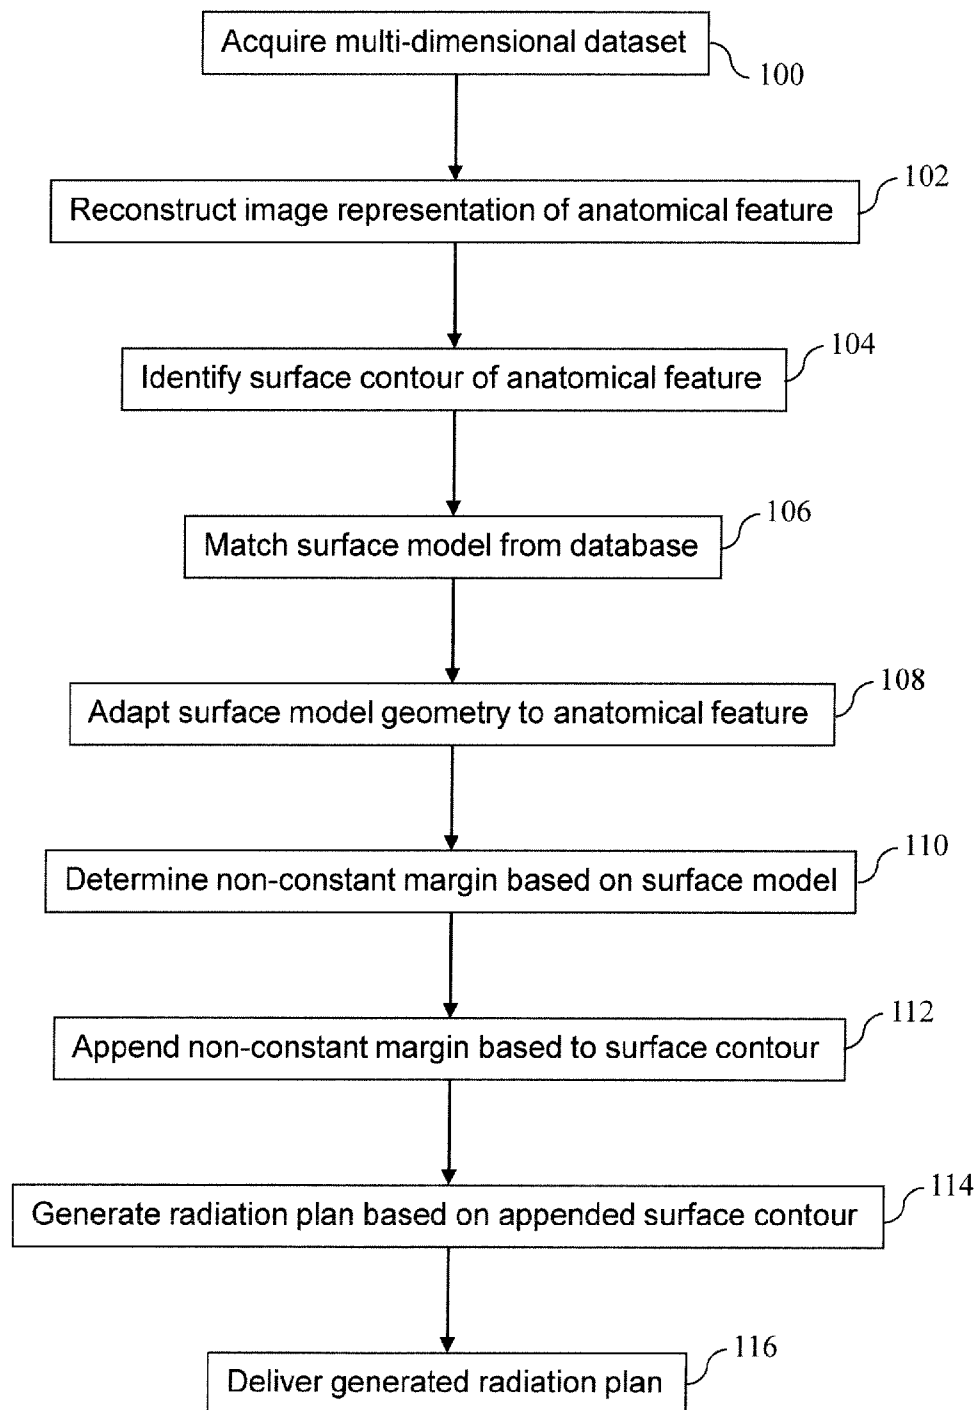 Acquire multi-dimensional dataset
100
102
Reconstruct image representation of anatomical feature
104
Identify surface contour of anatomical feature
106
Match surface model from database
108
Adapt surface model geometry to anatomical feature
110
Determine non-constant margin based on surface model
112
Append non-constant margin based to surface contour
114
Generate radiation plan based on appended surface contour
116
Deliver generated radiation plan